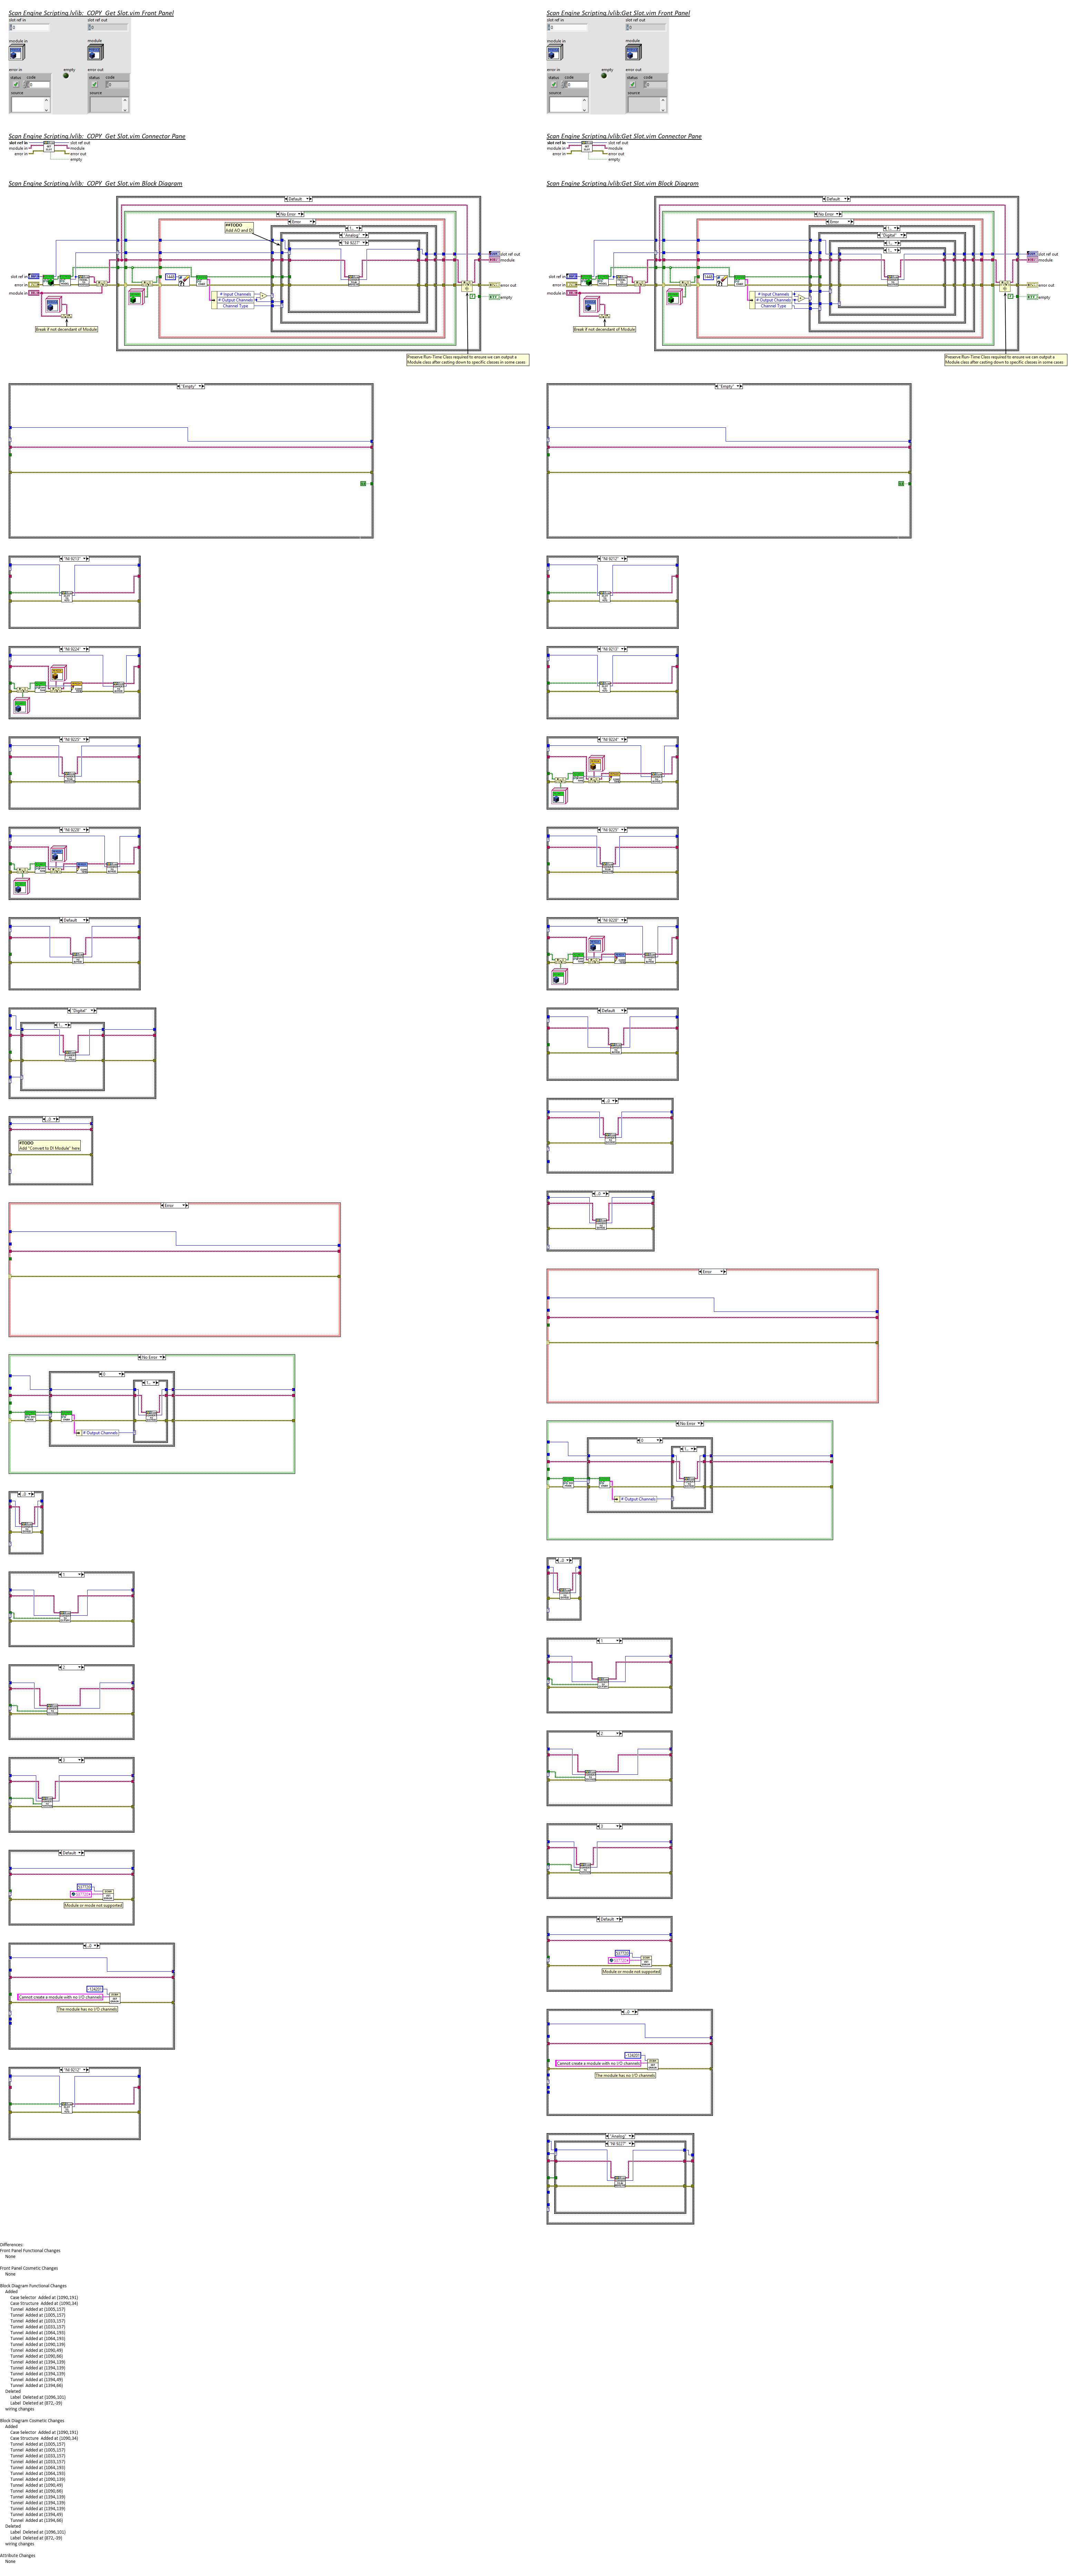 Scan Engine Scripting.lvlib:_COPY_Get Slot.vim Front Panel
slot ref in
slot ref out
module in
module
error in
empty
error out
status code
status code
source
source
Scan Engine Scripting.lvlib:_COPY_Get Slot.vim Connector Pane
slot ref in
module in
error in
slot ref out
module
error out
empty
Scan Engine Scripting.lvlib:_COPY_Get Slot.vim Block Diagram
Default
No Error
Error
#TODO
Add AO and D
"Analog"
"NI 9227"
slot ref in
error in
module in
slot ref out
module
error out
empty
# Input Channels
# Output Channels
Channel Type
Break if not decendant of Module
Preserve Run-Time Class required to ensure we can output a
Module class after casting down to specific classes in some cases
"Empty"
"NI 9213"
"NI 9224"
"NI 9225"
"NI 9228"
Default
"Digital"
..0
#TODO
Add "Convert to DI Module" here
Error
No Error
0
# Output Channels
..0
1
2
3
Default
Module or mode not supported
..0
Cannot create a module with no I/O channels
The module has no I/O channels
"NI 9212"
Scan Engine Scripting.lvlib:Get Slot.vim Front Panel
slot ref in
slot ref out
module in
module
error in
empty
error out
status code
status code
source
source
Scan Engine Scripting.lvlib:Get Slot.vim Connector Pane
slot ref in
module in
error in
slot ref out
module
error out
empty
Scan Engine Scripting.lvlib:Get Slot.vim Block Diagram
Default
No Error
Error
"Digital"
slot ref in
error in
module in
slot ref out
module
error out
empty
# Input Channels
# Output Channels
Channel Type
Break if not decendant of Module
Preserve Run-Time Class required to ensure we can output a
Module class after casting down to specific classes in some cases
"Empty"
"NI 9212"
"NI 9213"
"NI 9224"
"NI 9225"
"NI 9228"
Default
..0
..0
Error
No Error
0
# Output Channels
..0
1
2
3
Default
Module or mode not supported
..0
Cannot create a module with no I/O channels
The module has no I/O channels
"Analog"
"NI 9227"
Differences:
Front Panel Functional Changes
None
Front Panel Cosmetic Changes
None
Block Diagram Functional Changes
Added
Case Selector Added at (1090,191)
Case Structure Added at (1090,34)
Tunnel Added at (1005,157)
Tunnel Added at (1005,157)
Tunnel Added at (1033,157)
Tunnel Added at (1033,157)
Tunnel Added at (1064,193)
Tunnel Added at (1064,193)
Tunnel Added at (1090,139)
Tunnel Added at (1090,49)
Tunnel Added at (1090,66)
Tunnel Added at (1394,139)
Tunnel Added at (1394,139)
Tunnel Added at (1394,139)
Tunnel Added at (1394,49)
Tunnel Added at (1394,66)
Deleted
Label Deleted at (1096,101)
Label Deleted at (872,-39)
wiring changes
Block Diagram Cosmetic Changes
Added
Case Selector Added at (1090,191)
Case Structure Added at (1090,34)
Tunnel Added at (1005,157)
Tunnel Added at (1005,157)
Tunnel Added at (1033,157)
Tunnel Added at (1033,157)
Tunnel Added at (1064,193)
Tunnel Added at (1064,193)
Tunnel Added at (1090,139)
Tunnel Added at (1090,49)
Tunnel Added at (1090,66)
Tunnel Added at (1394,139)
Tunnel Added at (1394,139)
Tunnel Added at (1394,139)
Tunnel Added at (1394,49)
Tunnel Added at (1394,66)
Deleted
Label Deleted at (1096,101)
Label Deleted at (872,-39)
wiring changes
Attribute Changes
None